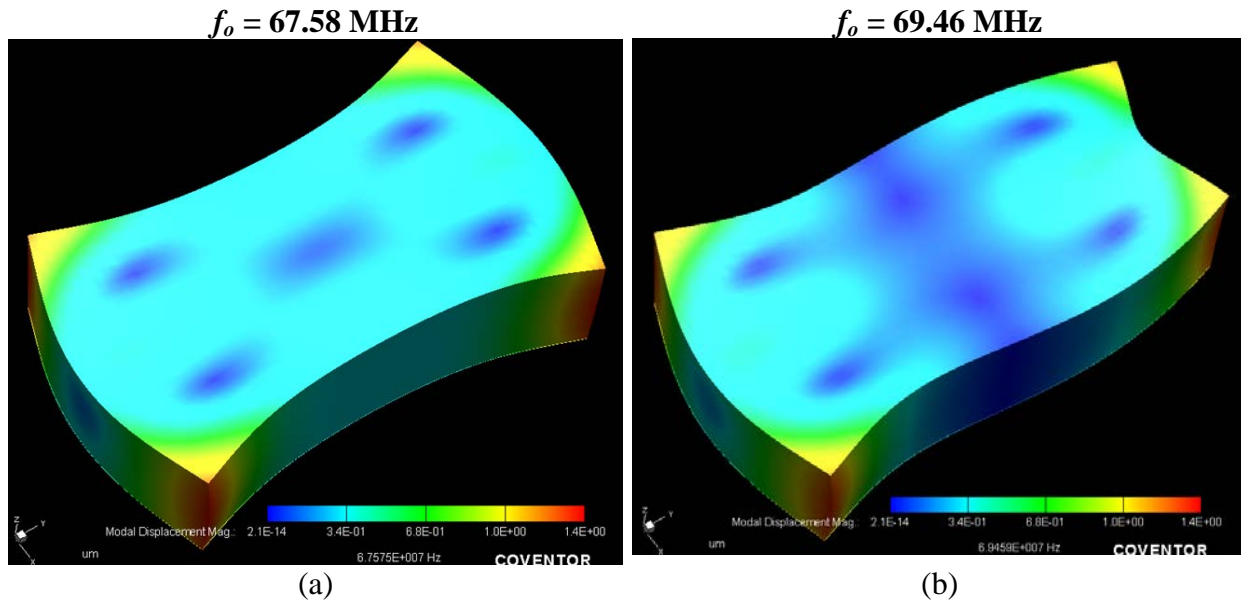 fo = 67.58 MHz
fo = 69.46 MHz
Z
Y
X
Modal Displacement Mag.:
2.1E-14 3.4E-01 6.8E-01 1.0E+00 1.4E+00
um
6.7575E+007 Hz
COVENTOR
Z
Y
X
Modal Displacement Mag.:
2.1E-14 3.4E-01 6.8E-01 1.0E+00 1.4E+00
um
6.9459E+007 Hz
COVENTOR
(a)
(b)